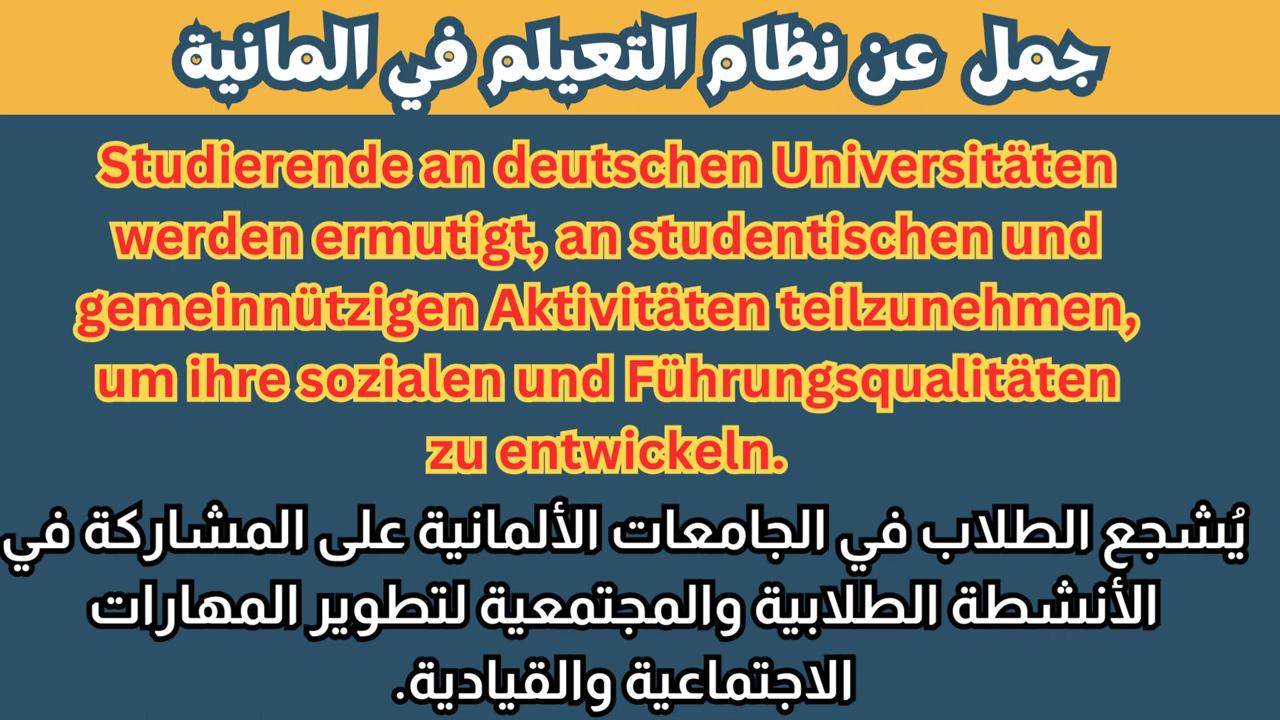 جمل عن نظام التعيلم في المانية
Studierende an deutschen Universitäten
werden ermutigt, an studentischen und
gemeinnützigen Aktivitäten teilzunehmen,
um ihre sozialen und Führungsqualitäten
zu entwickeln.
يُشجع الطلاب في الجامعات الألمانية على المشاركة في
الأنشطة الطلابية والمجتمعية لتطوير المهارات
الاجتماعية والقيادية.